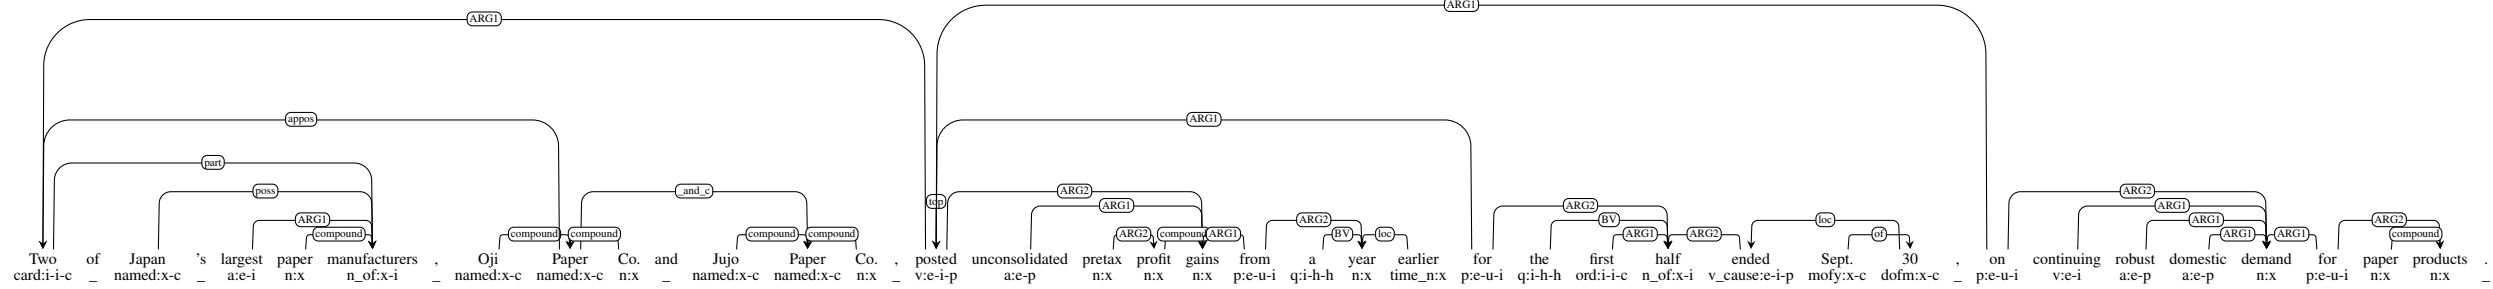 ARG1 ARG1
appos ARG1
part
poss _and_c top ARG2 ARG2 ARG2
ARG1 ARG1
ARG1 ARG2 BV loc ARG1 ARG2
compound compound compound compound compound ARG2 compound ARG1 BV loc ARG1 ARG2 of ARG1 ARG1 compound
Two of Japan 's largest paper manufacturers , Oji Paper Co. and Jujo Paper Co. , posted unconsolidated pretax profit gains from a year earlier for the first half ended Sept. 30 , on continuing robust domestic demand for paper products .
card:i-i-c _ named:x-c _ a:e-i n:x n_of:x-i _ named:x-c named:x-c n:x _ named:x-c named:x-c n:x _ v:e-i-p a:e-p n:x n:x n:x p:e-u-i q:i-h-h n:x time_n:x p:e-u-i q:i-h-h ord:i-i-c n_of:x-i v_cause:e-i-p mofy:x-c dofm:x-c _ p:e-u-i v:e-i a:e-p a:e-p n:x p:e-u-i n:x n:x _